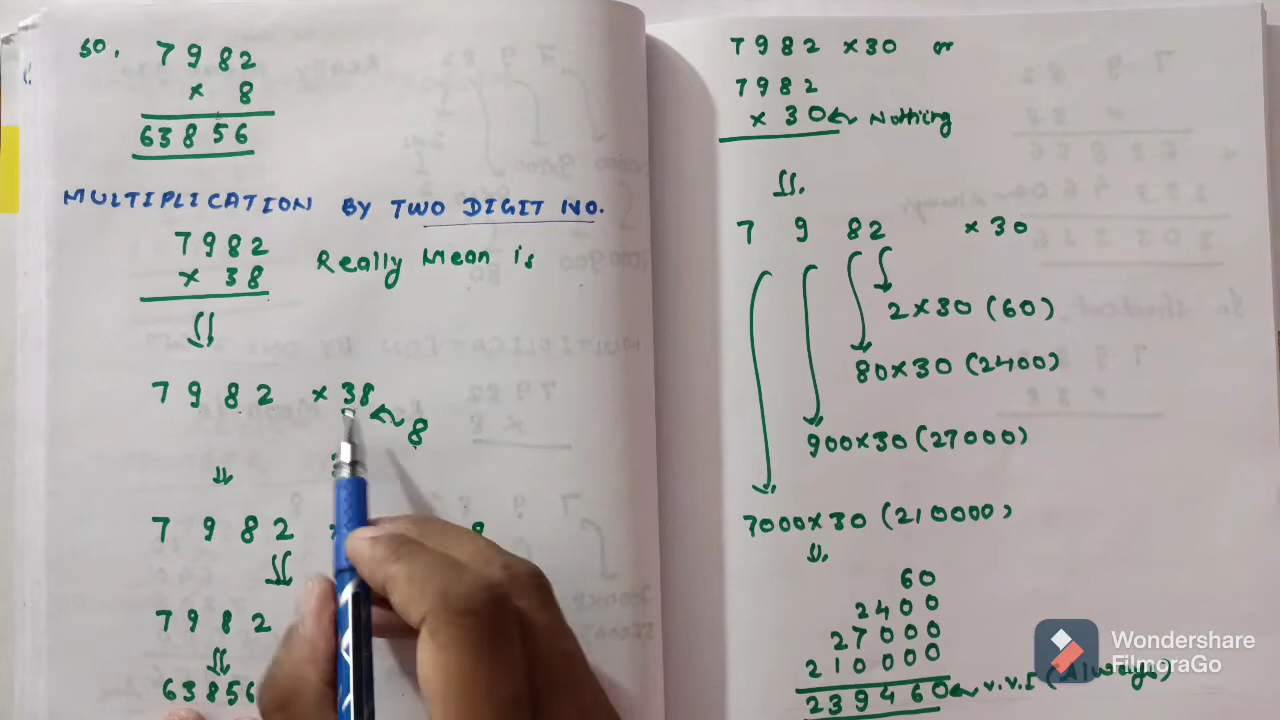 so, 7982
× 8
63856
MULTIPLICATION BY TWO DIGIT NO.
7982
× 38 Really Mean is
7982 × 38
8
7982
7982
63856
7982 ×30 or
7982
× 30 Nothing
7 9 82 ×30
2×30 (60)
80×30 (2400)
900×30 (27000)
7000×30 (210000)
60
2400
27000
210000
239460 V.V.I (Always)
Wondershare
FilmoraGo